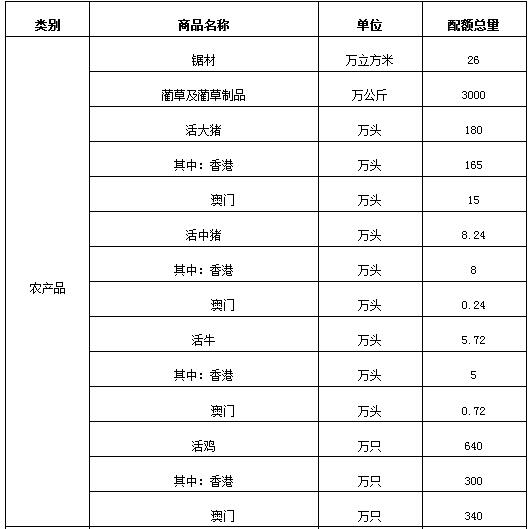 类别 商品名称 单位 配额总量
农产品
锯材 万立方米 26
蔺草及蔺草制品 万公斤 3000
活大猪 万头 180
其中：香港 万头 165
澳门 万头 15
活中猪 万头 8.24
其中：香港 万头 8
澳门 万头 0.24
活牛 万头 5.72
其中：香港 万头 5
澳门 万头 0.72
活鸡 万只 640
其中：香港 万只 300
澳门 万只 340